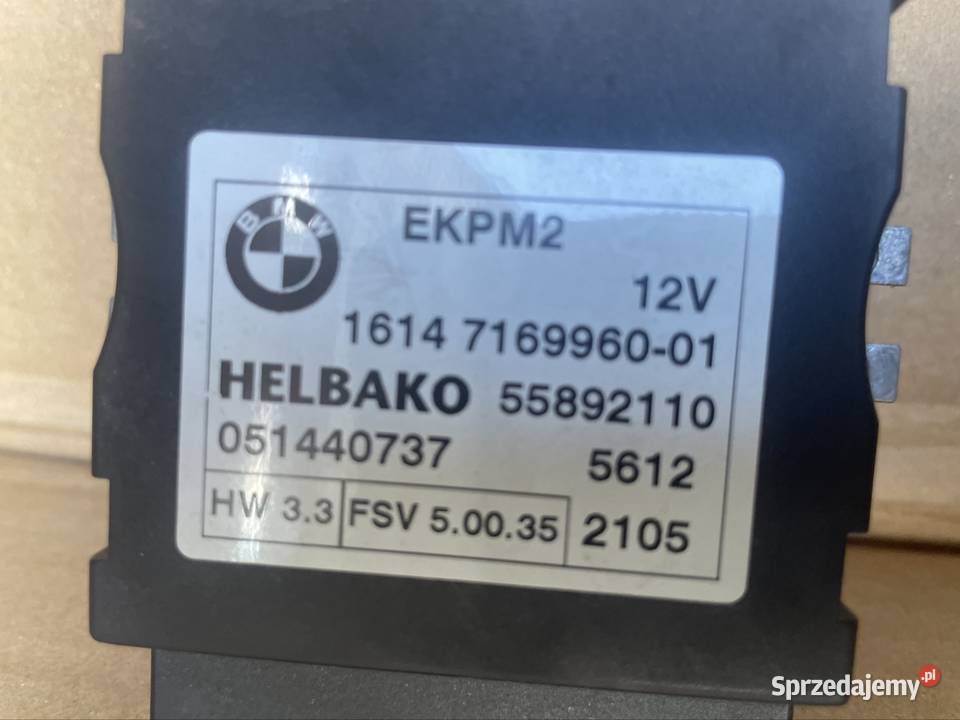 BMW
EKPM2
12V
1614 7169960-01
HELBAKO 55892110
051440737 5612
HW 3.3 FSV 5.00.35 2105
Sprzedajemy.pl